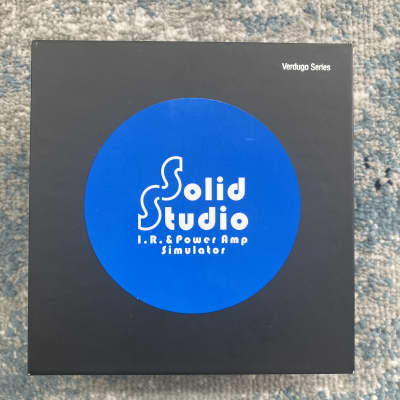 Verdugo Series
Solid
Studio
I.R. & Power Amp
Simulator